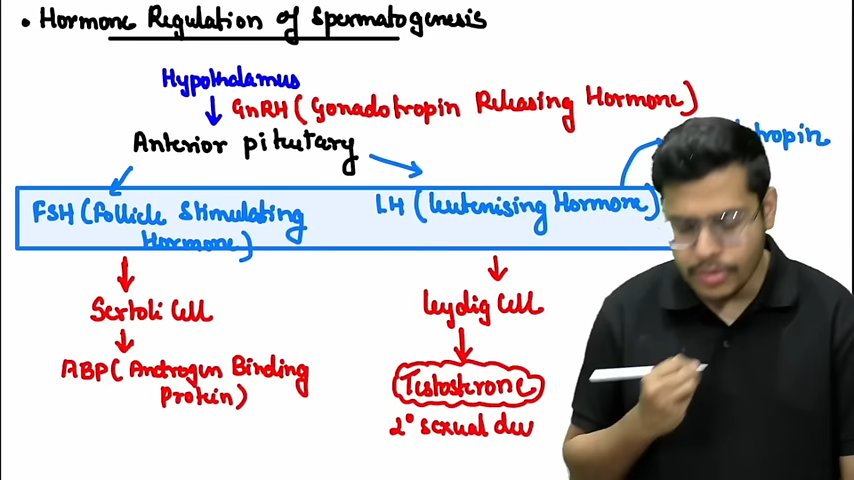 • Hormone Regulation of Spermatogenesis
Hypothalamus
GnRH (Gonadotropin Releasing Hormone)
Anterior pituitary
FSH (Follicle Stimulating
Hormone)
LH (Leutenising Hormone)
Sertoli Cell
Leydig Cell
ABP (Androgen Binding
protein)
Testosterone
2° sexual dev